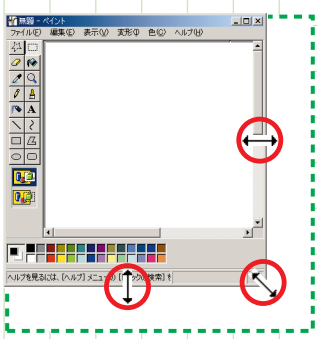 無題 - ペイント
ファイル(F) 編集(E) 表示(V) 変形(I) 色(C) ヘルプ(H)
A
ヘルプを見るには、[ヘルプ] メニューの [トピックの検索] を